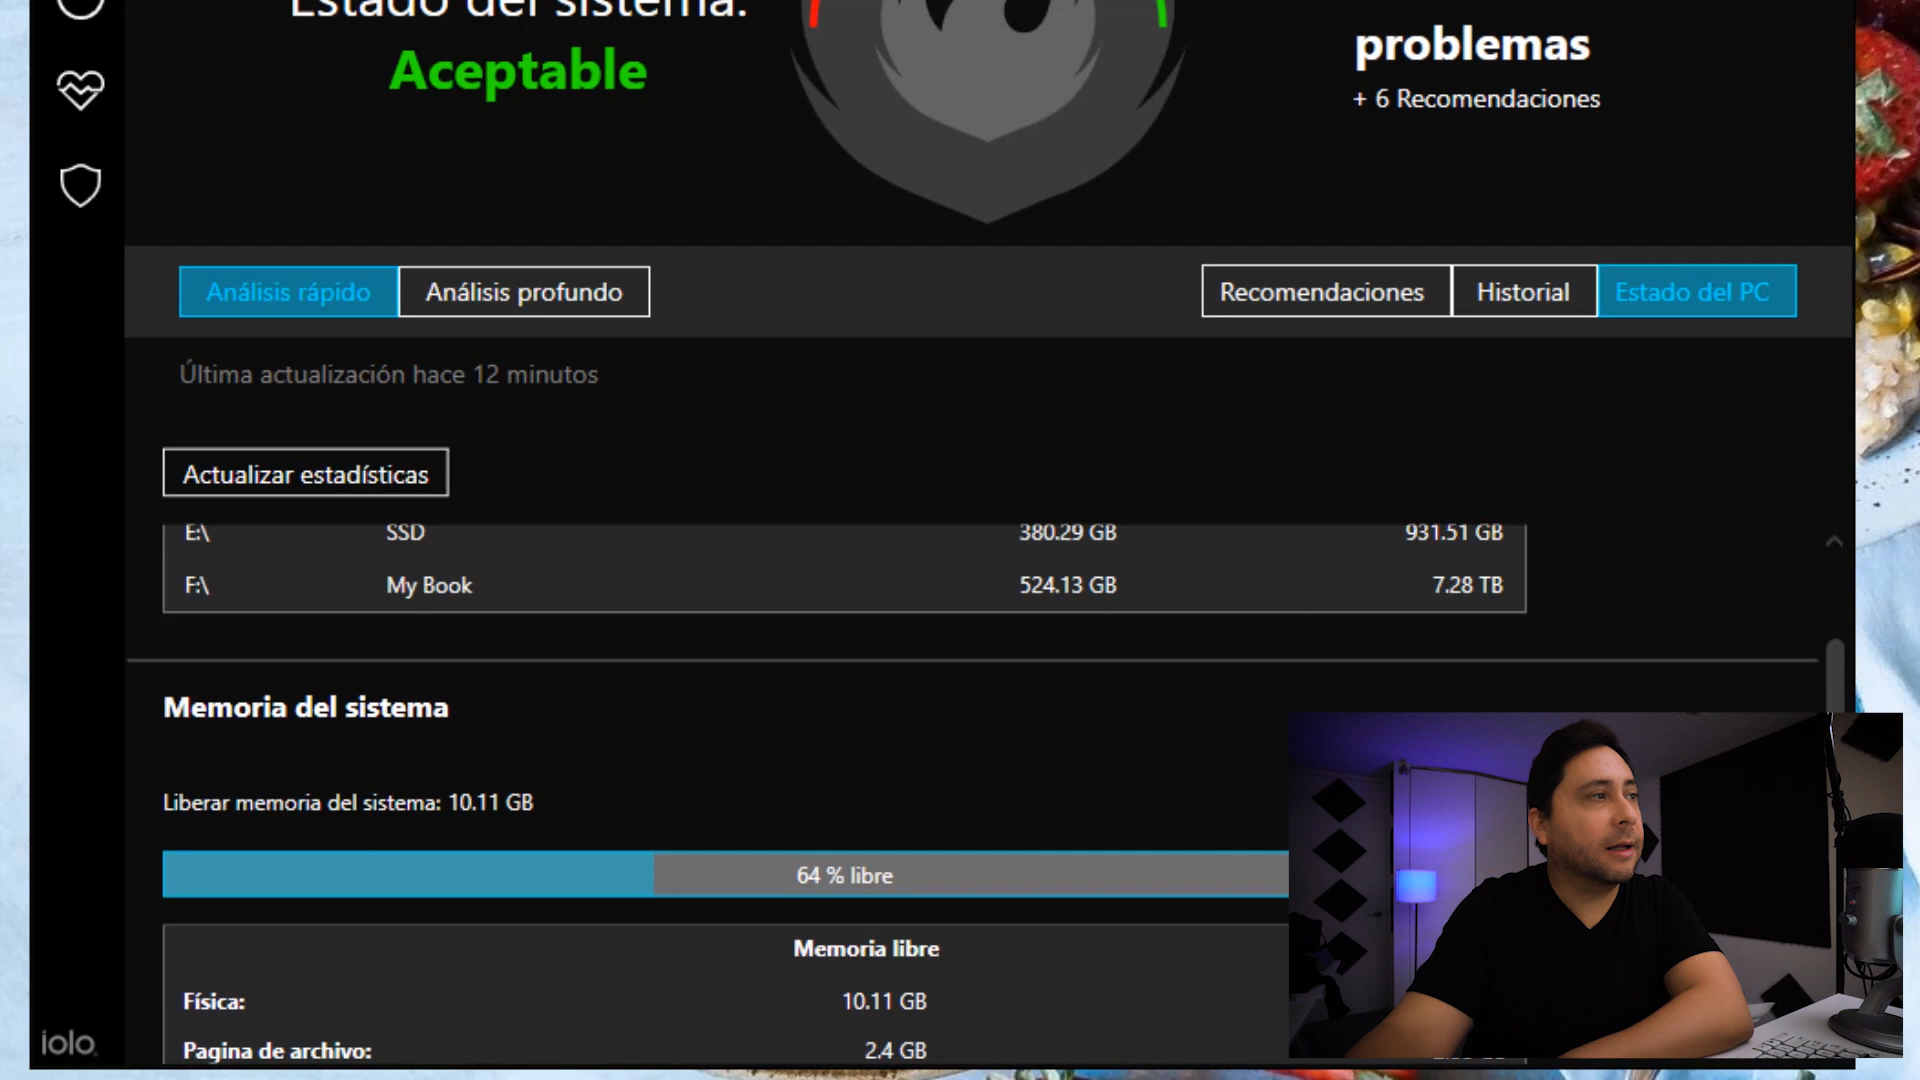 Estado del sistema:
Aceptable
problemas
+ 6 Recomendaciones
Análisis rápido
Análisis profundo
Recomendaciones
Historial
Estado del PC
Última actualización hace 12 minutos
Actualizar estadísticas
E:\ SSD 380.29 GB 931.51 GB
F:\ My Book 524.13 GB 7.28 TB
Memoria del sistema
Liberar memoria del sistema: 10.11 GB
64 % libre
Memoria libre
Física: 10.11 GB
Pagina de archivo: 2.4 GB
iolo